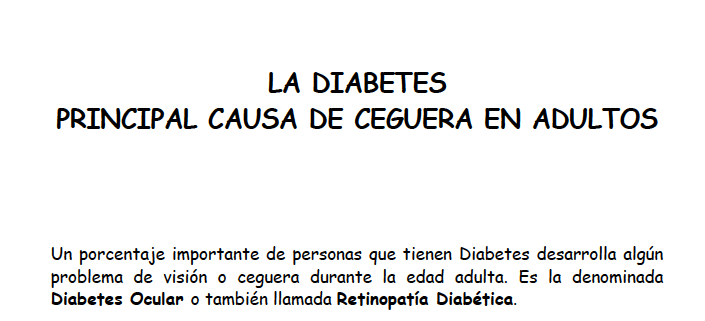 LA DIABETES
PRINCIPAL CAUSA DE CEGUERA EN ADULTOS
Un porcentaje importante de personas que tienen Diabetes desarrolla algún
problema de visión o ceguera durante la edad adulta. Es la denominada
Diabetes Ocular o también llamada Retinopatía Diabética.